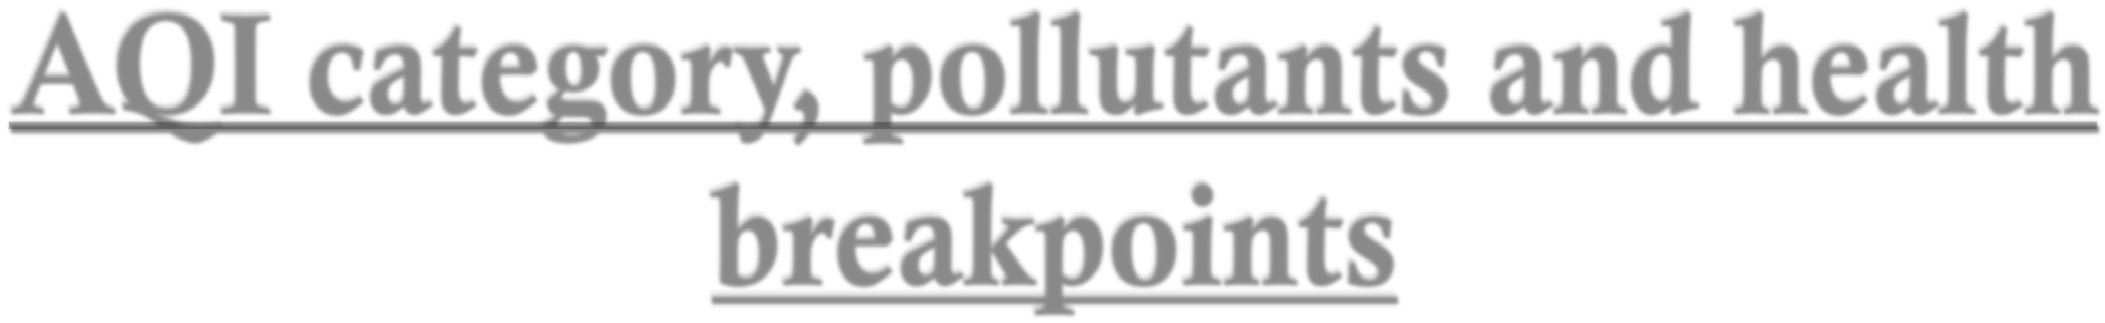 AQI category, pollutants and health
breakpoints